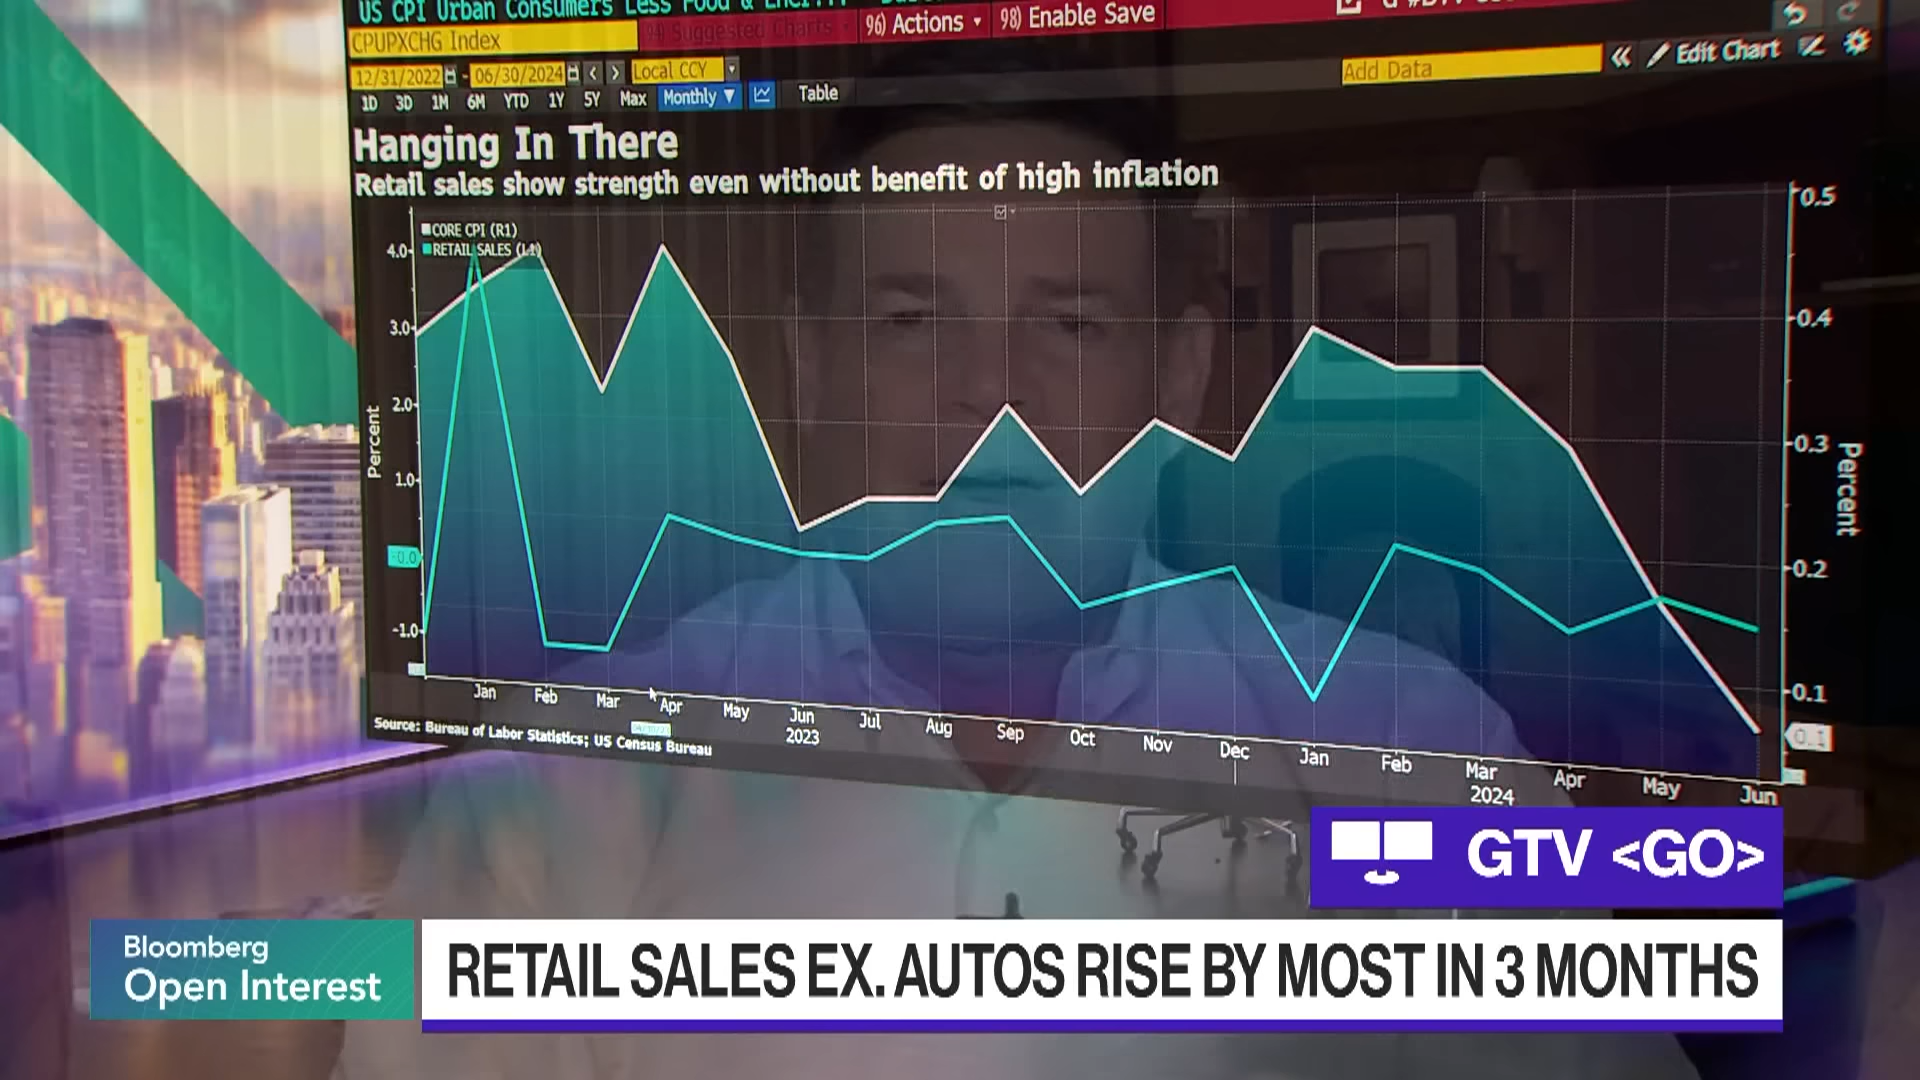 US CPI Urban Consumers Less Food &
CPUPXCHG Index
94) Suggested Charts
96) Actions
98) Enable Save
12/31/2022 - 06/30/2024 < > Local CCY
Add Data
« Edit Chart
1D 3D 1M 6M YTD 1Y 5Y Max Monthly ▼ Table
Hanging In There
Retail sales show strength even without benefit of high inflation
CORE CPI (R1)
RETAIL SALES (L1)
4.0
3.0
2.0
1.0
0.0
-1.0
Percent
0.5
0.4
0.3
0.2
0.1
0.1
Percent
Jan Feb Mar Apr May Jun Jul Aug Sep Oct Nov Dec Jan Feb Mar Apr May Jun
2023 2024
Source: Bureau of Labor Statistics; US Census Bureau
GTV <GO>
Bloomberg
Open Interest
RETAIL SALES EX. AUTOS RISE BY MOST IN 3 MONTHS